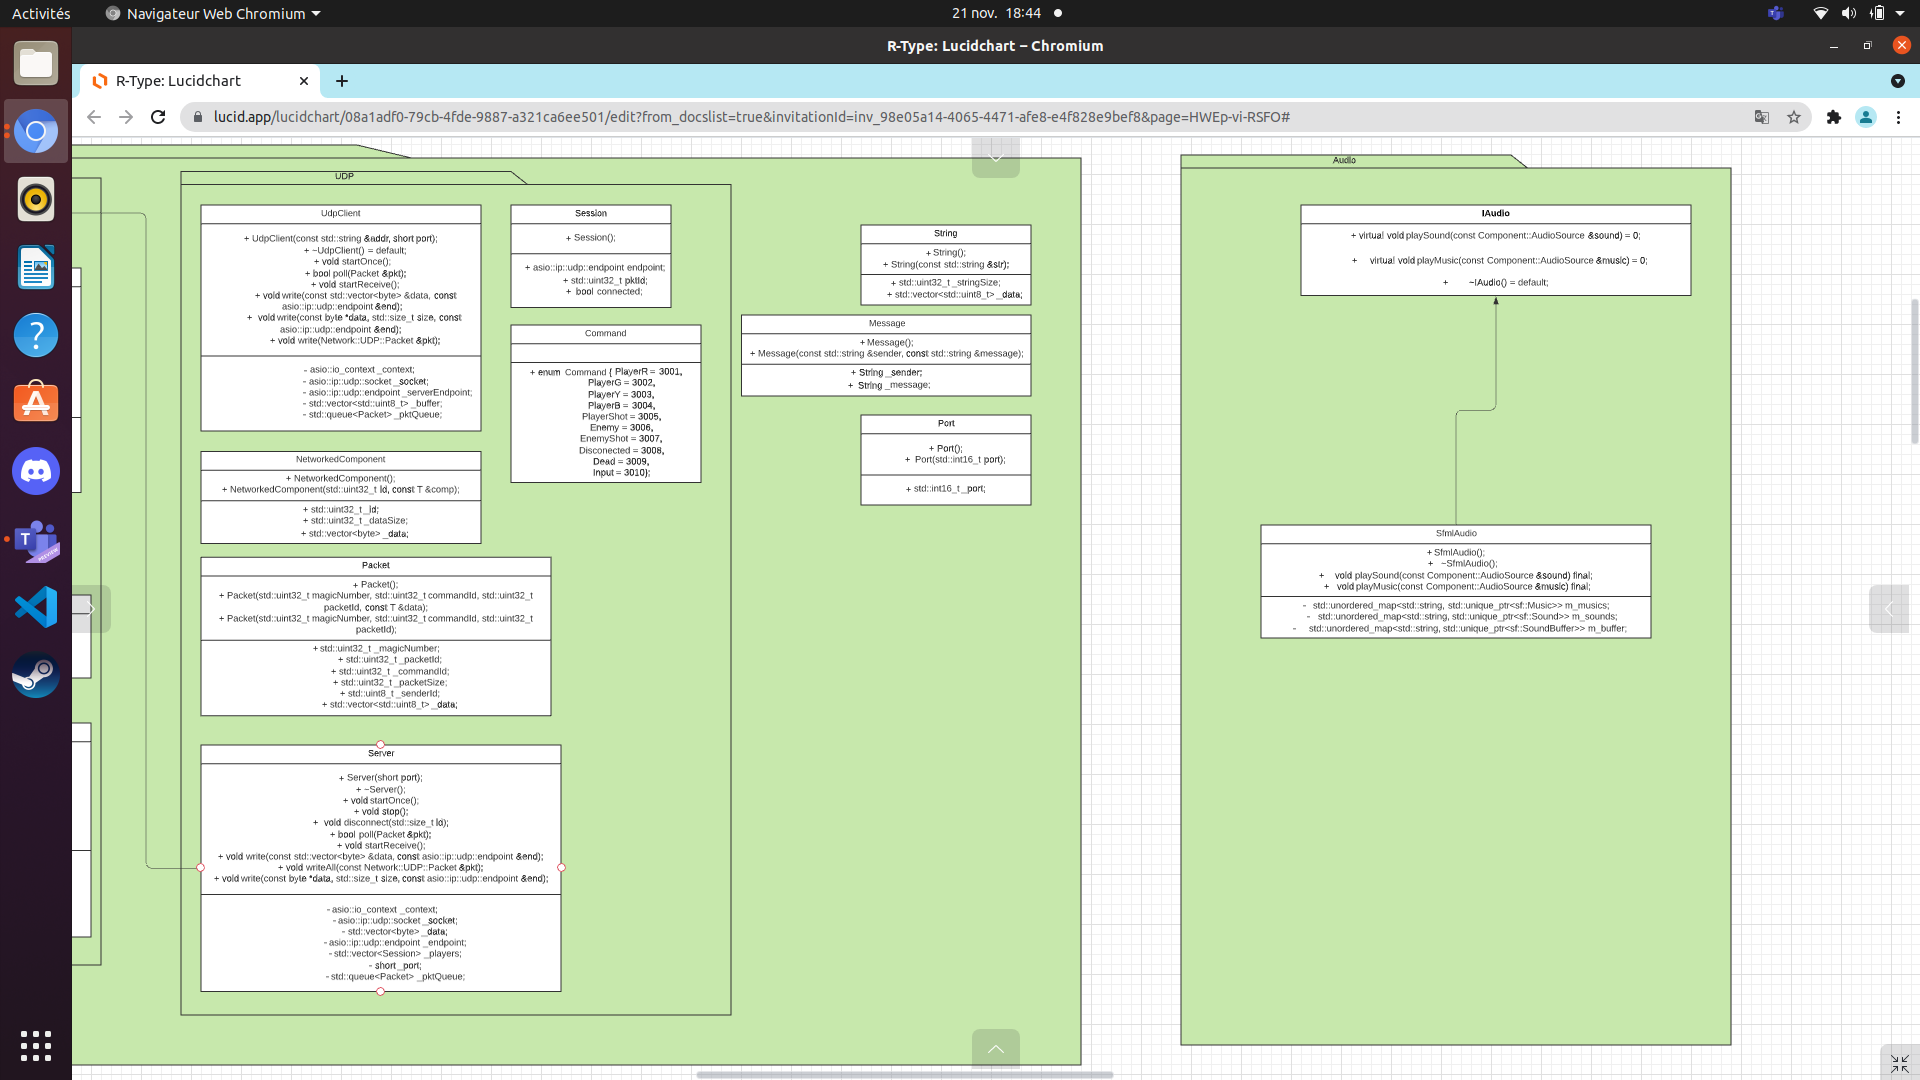 Activités
Navigateur Web Chromium
21 nov. 18:44
R-Type: Lucidchart – Chromium
R-Type: Lucidchart
lucid.app/lucidchart/08a1adf0-79cb-4fde-9887-a321ca6ee501/edit?from_docslist=true&invitationId=inv_98e05a14-4065-4471-afe8-e4f828e9bef8&page=HWEp-vi-RSFO#
UDP
UdpClient
+ UdpClient(const std::string &addr, short port);
+ ~UdpClient() = default;
+ void startOnce();
+ bool poll(Packet &pkt);
+ void startReceive();
+ void write(const std::vector<byte> &data, const
asio::ip::udp::endpoint &end);
+ void write(const byte *data, std::size_t size, const
asio::ip::udp::endpoint &end);
+ void write(Network::UDP::Packet &pkt);
- asio::io_context _context;
- asio::ip::udp::socket _socket;
- asio::ip::udp::endpoint _serverEndpoint;
- std::vector<std::uint8_t> _buffer;
- std::queue<Packet> _pktQueue;
NetworkedComponent
+ NetworkedComponent();
+ NetworkedComponent(std::uint32_t id, const T &comp);
+ std::uint32_t _id;
+ std::uint32_t _dataSize;
+ std::vector<byte> _data;
Packet
+ Packet();
+ Packet(std::uint32_t magicNumber, std::uint32_t commandId, std::uint32_t
packetId, const T &data);
+ Packet(std::uint32_t magicNumber, std::uint32_t commandId, std::uint32_t
packetId);
+ std::uint32_t _magicNumber;
+ std::uint32_t _packetId;
+ std::uint32_t _commandId;
+ std::uint32_t _packetSize;
+ std::uint8_t _senderId;
+ std::vector<std::uint8_t> _data;
Server
+ Server(short port);
+ ~Server();
+ void startOnce();
+ void stop();
+ void disconnect(std::size_t id);
+ bool poll(Packet &pkt);
+ void startReceive();
+ void write(const std::vector<byte> &data, const asio::ip::udp::endpoint &end);
+ void writeAll(const Network::UDP::Packet &pkt);
+ void write(const byte *data, std::size_t size, const asio::ip::udp::endpoint &end);
- asio::io_context _context;
- asio::ip::udp::socket _socket;
- std::vector<byte> _data;
- asio::ip::udp::endpoint _endpoint;
- std::vector<Session> _players;
- short _port;
- std::queue<Packet> _pktQueue;
Session
+ Session();
+ asio::ip::udp::endpoint endpoint;
+ std::uint32_t pktId;
+ bool connected;
Command
+ enum Command { PlayerR = 3001,
PlayerG = 3002,
PlayerY = 3003,
PlayerB = 3004,
PlayerShot = 3005,
Enemy = 3006,
EnemyShot = 3007,
Disconected = 3008,
Dead = 3009,
Input = 3010};
String
+ String();
+ String(const std::string &str);
+ std::uint32_t _stringSize;
+ std::vector<std::uint8_t> _data;
Message
+ Message();
+ Message(const std::string &sender, const std::string &message);
+ String _sender;
+ String _message;
Port
+ Port();
+ Port(std::int16_t port);
+ std::int16_t _port;
Audio
IAudio
+ virtual void playSound(const Component::AudioSource &sound) = 0;
+ virtual void playMusic(const Component::AudioSource &music) = 0;
+ ~IAudio() = default;
SfmlAudio
+ SfmlAudio();
+ ~SfmlAudio();
+ void playSound(const Component::AudioSource &sound) final;
+ void playMusic(const Component::AudioSource &music) final;
- std::unordered_map<std::string, std::unique_ptr<sf::Music>> m_musics;
- std::unordered_map<std::string, std::unique_ptr<sf::Sound>> m_sounds;
- std::unordered_map<std::string, std::unique_ptr<sf::SoundBuffer>> m_buffer;